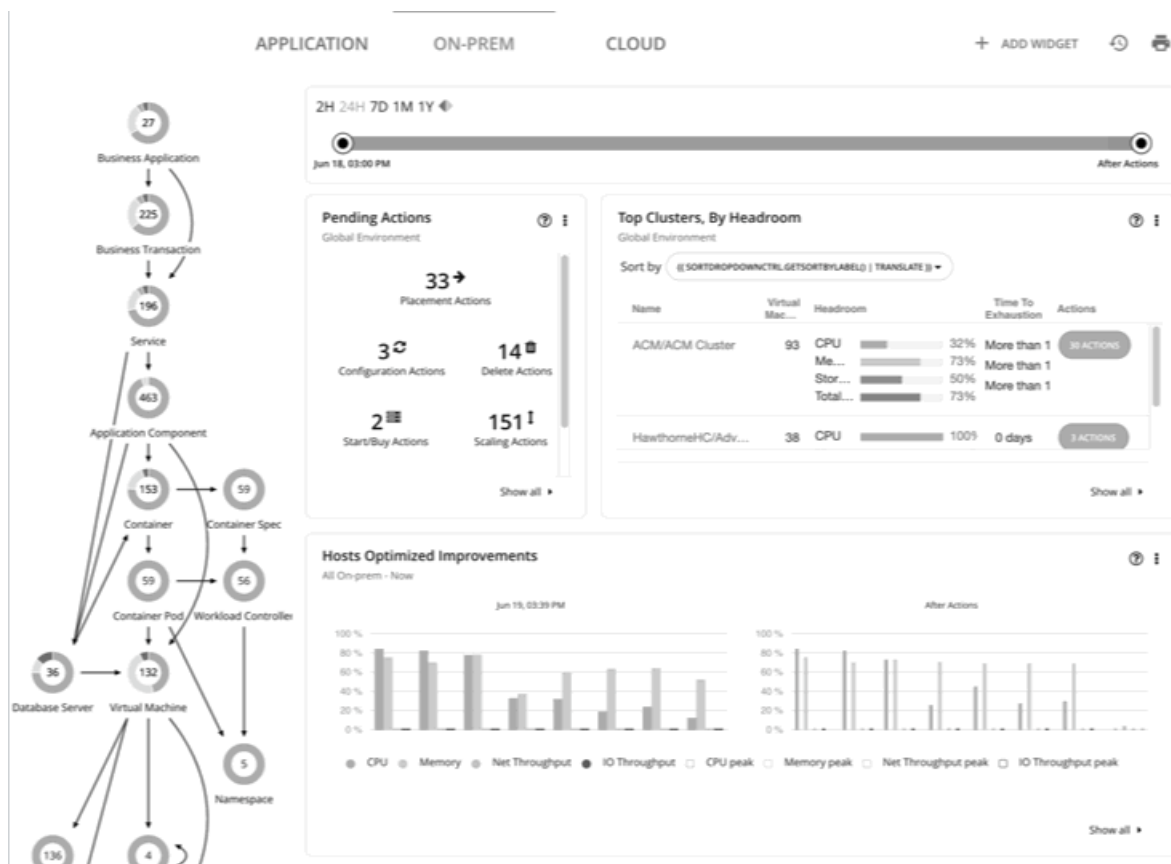 APPLICATION ON-PREM CLOUD + ADD WIDGET
2H 24H 7D 1M 1Y
Jun 18, 03:00 PM After Actions
27
Business Application
225
Business Transaction
196
Service
463
Application Component
153 59
Container Container Spec
59 56
Container Pod Workload Controller
36 132
Database Server Virtual Machine
5
Namespace
136 4
Pending Actions
Global Environment
33
Placement Actions
3 14
Configuration Actions Delete Actions
2 151
Start/Buy Actions Scaling Actions
Show all
Top Clusters, By Headroom
Global Environment
Sort by {{ SORTDROPDOWNCTRL.GETSORTBYLABEL() | TRANSLATE }}
Name Virtual Mac... Headroom Time To Exhaustion Actions
ACM/ACM Cluster 93 CPU 32% More than 1 30 ACTIONS
Me... 73% More than 1
Stor... 50% More than 1
Total... 73%
HawthorneHC/Adv... 38 CPU 100% 0 days 3 ACTIONS
Show all
Hosts Optimized Improvements
All On-prem - Now
Jun 19, 03:39 PM After Actions
100 % 100 %
80 % 80 %
60 % 60 %
40 % 40 %
20 % 20 %
0 % 0 %
CPU Memory Net Throughput IO Throughput CPU peak Memory peak Net Throughput peak IO Throughput peak
Show all